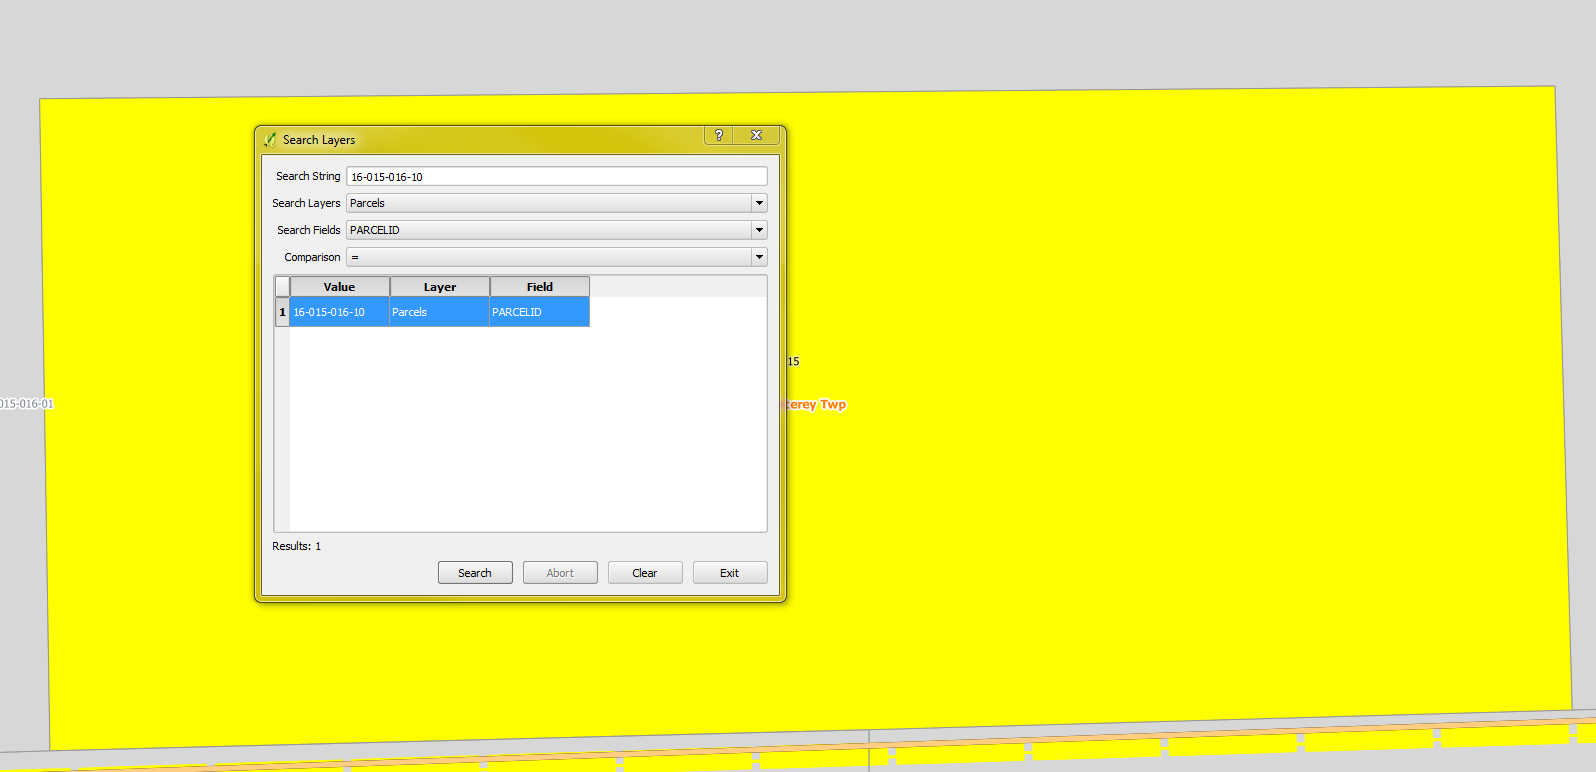 Search Layers
?
X
Search String 16-015-016-10
Search Layers Parcels
Search Fields PARCELID
Comparison =
Value Layer Field
1 16-015-016-10 Parcels PARCELID
15
015-016-01
terey Twp
Results: 1
Search Abort Clear Exit